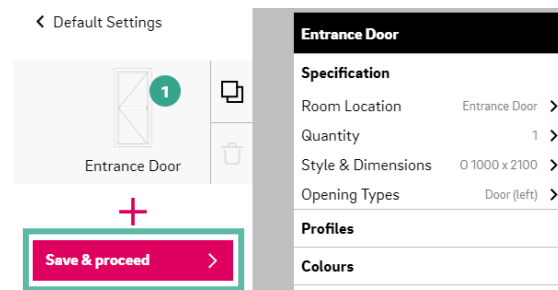 Default Settings
1
Entrance Door
Save & proceed
Entrance Door
Specification
Room Location Entrance Door
Quantity 1
Style & Dimensions O 1000 x 2100
Opening Types Door (left)
Profiles
Colours